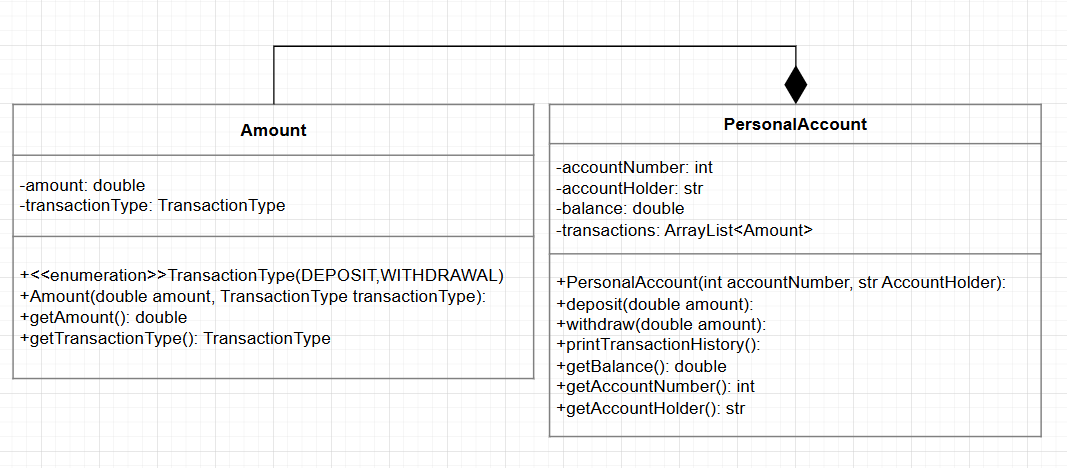 Amount
-amount: double
-transactionType: TransactionType
+<<enumeration>>TransactionType(DEPOSIT,WITHDRAWAL)
+Amount(double amount, TransactionType transactionType):
+getAmount(): double
+getTransactionType(): TransactionType
PersonalAccount
-accountNumber: int
-accountHolder: str
-balance: double
-transactions: ArrayList<Amount>
+PersonalAccount(int accountNumber, str AccountHolder):
+deposit(double amount):
+withdraw(double amount):
+printTransactionHistory():
+getBalance(): double
+getAccountNumber(): int
+getAccountHolder(): str